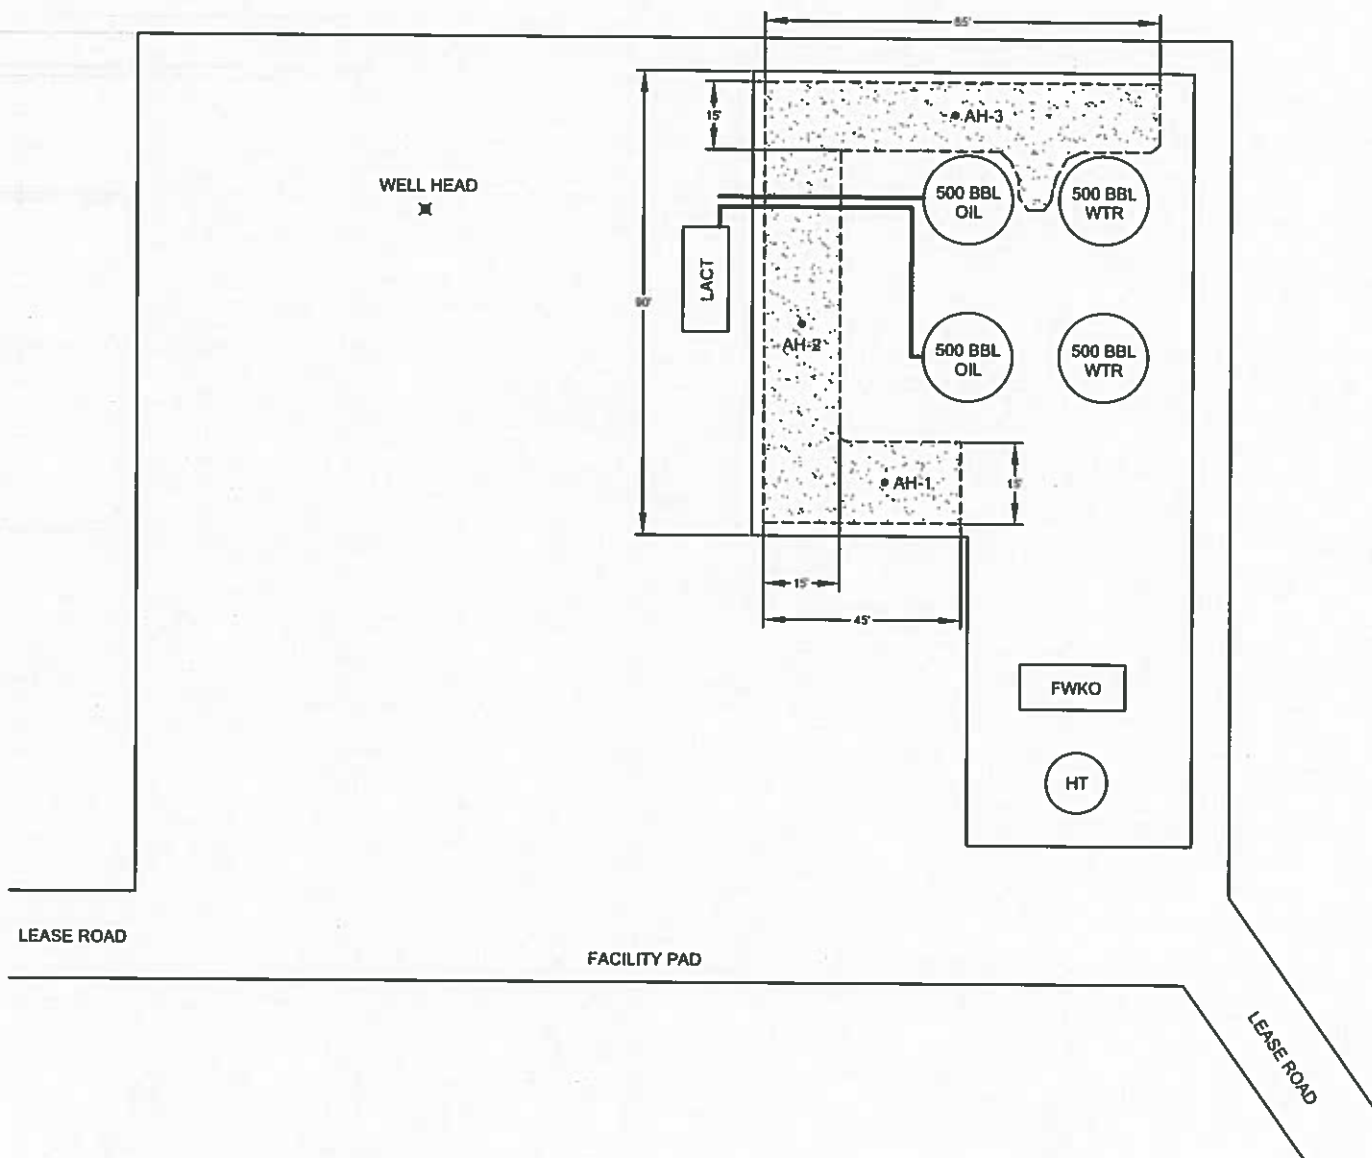 15'
AH-3
WELL HEAD
500 BBL
OIL
500 BBL
WTR
LACT
90'
AH-2
500 BBL
OIL
500 BBL
WTR
AH-1
15'
15'
45'
FWKO
HT
LEASE ROAD
FACILITY PAD
LEASE ROAD